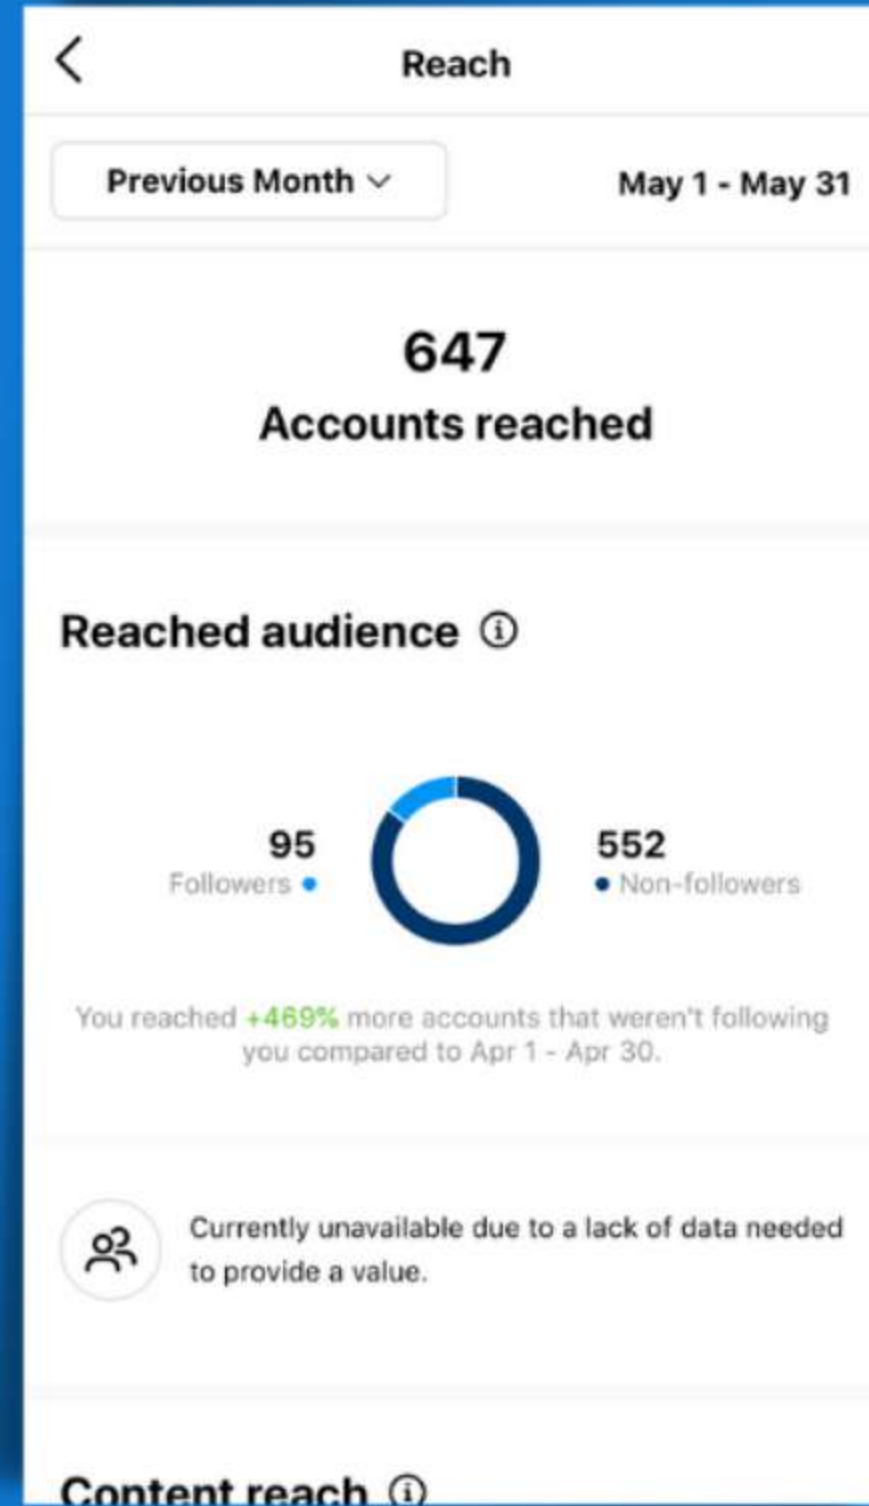 Reach
Previous Month
May 1 - May 31
647
Accounts reached
Reached audience
95
Followers
552
Non-followers
You reached +469% more accounts that weren't following
you compared to Apr 1 - Apr 30.
Currently unavailable due to a lack of data needed
to provide a value.
Content reach